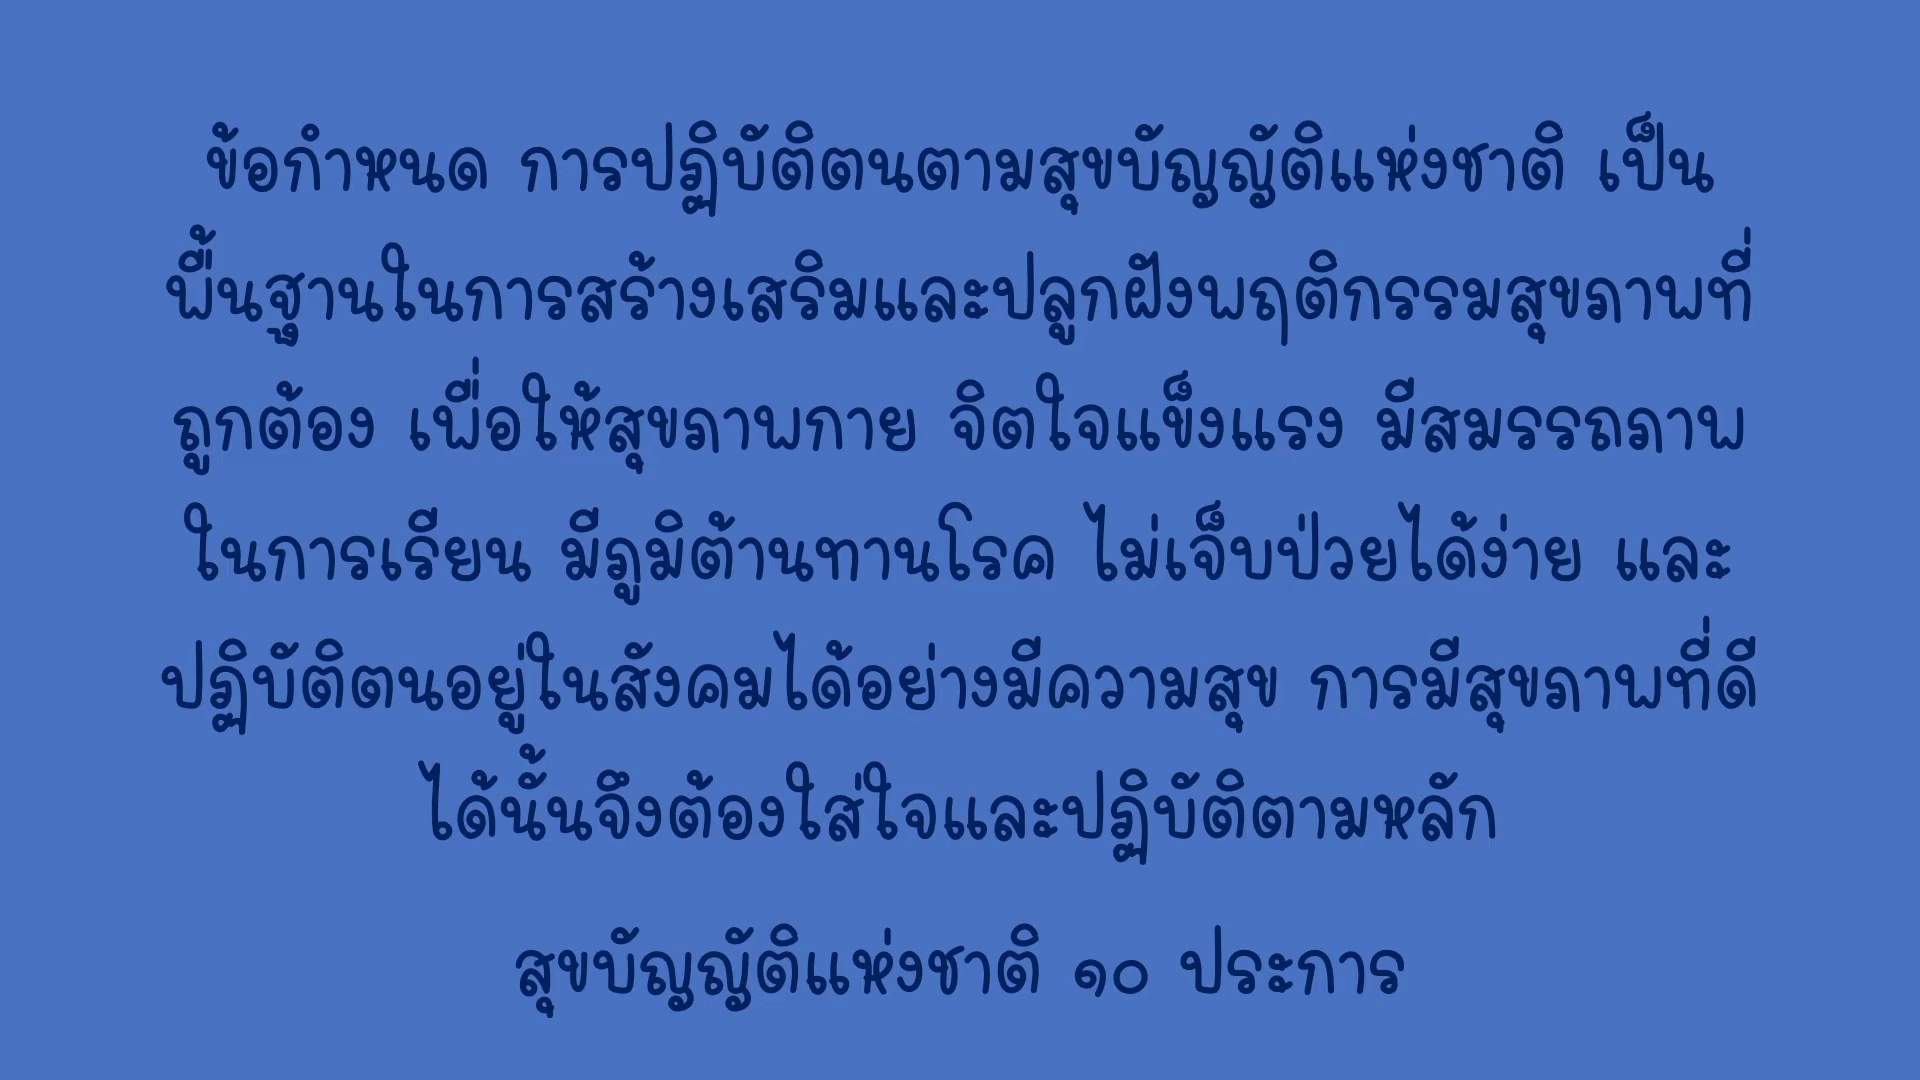 ข้อกำหนด การปฏิบัติตนตามสุขบัญญัติแห่งชาติ เป็น
พื้นฐานในการสร้างเสริมและปลูกฝังพฤติกรรมสุขภาพที่
ถูกต้อง เพื่อให้สุขภาพกาย จิตใจแข็งแรง มีสมรรถภาพ
ในการเรียน มีภูมิต้านทานโรค ไม่เจ็บป่วยได้ง่าย และ
ปฏิบัติตนอยู่ในสังคมได้อย่างมีความสุข การมีสุขภาพที่ดี
ได้นั้นจึงต้องใส่ใจและปฏิบัติตามหลัก
สุขบัญญัติแห่งชาติ ๑๐ ประการ